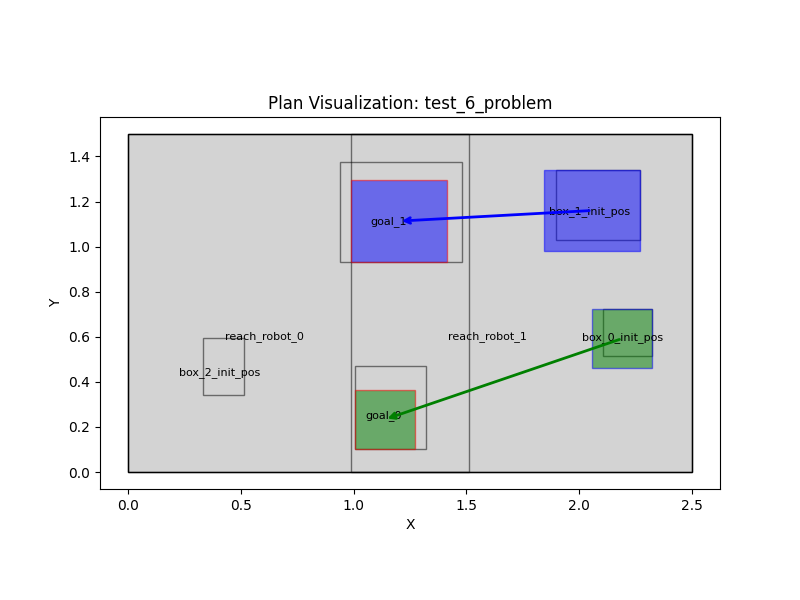 Plan Visualization: test_6_problem
1.4
1.2
1.0
0.8
0.6
0.4
0.2
0.0
Y
goal_1
box_1_init_pos
reach_robot_0
reach_robot_1
box_0_init_pos
box_2_init_pos
goal_0
0.0
0.5
1.0
1.5
2.0
2.5
X